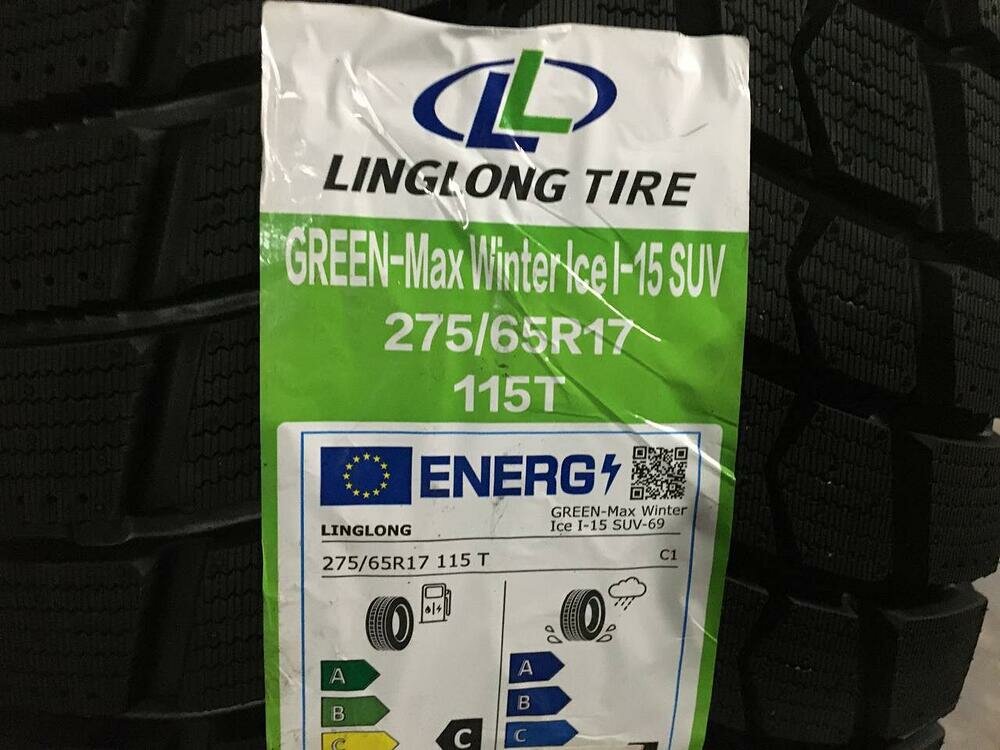 LL
LINGLONG TIRE
GREEN-Max Winter Ice I-15 SUV
275/65R17
115T
ENERG
LINGLONG
GREEN-Max Winter
Ice I-15 SUV-69
275/65R17 115 T
C1
A
B
C
C
A
B
C